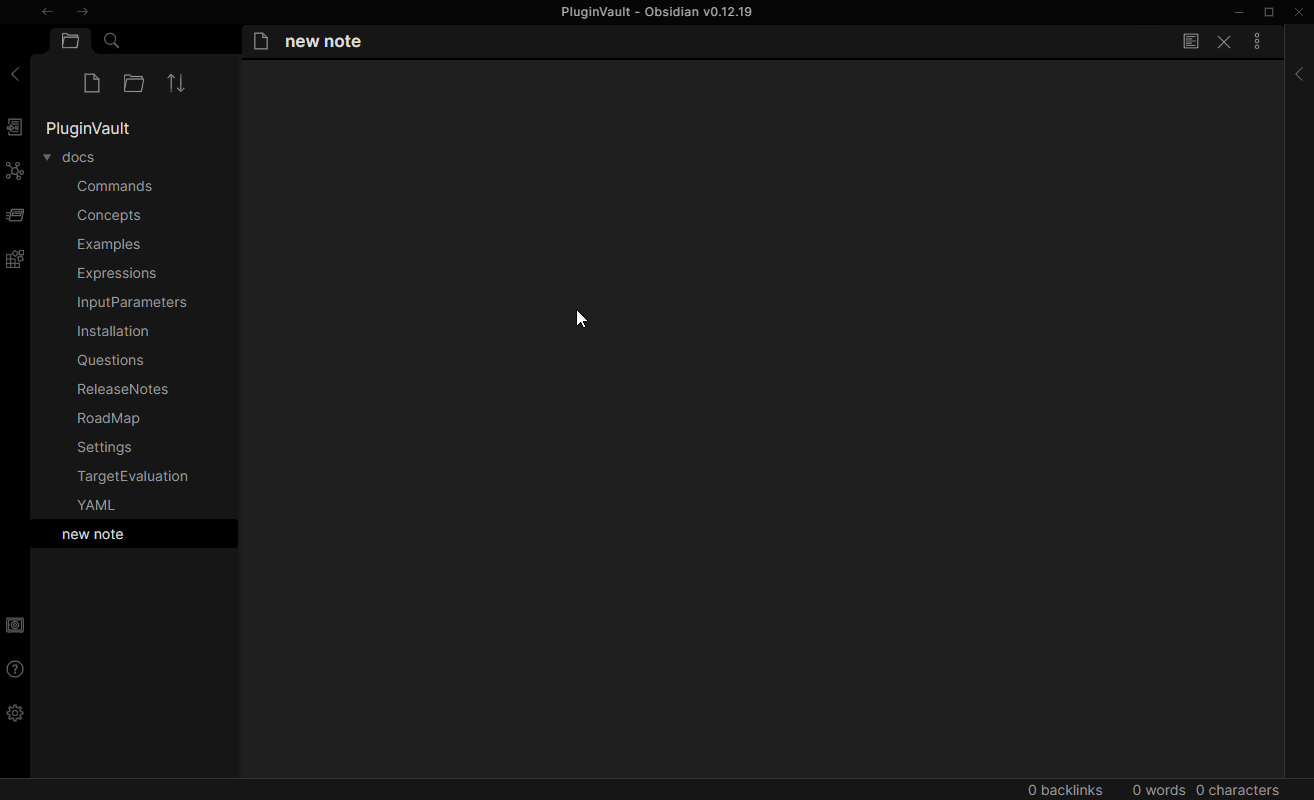 PluginVault - Obsidian v0.12.19
new note
PluginVault
docs
Commands
Concepts
Examples
Expressions
InputParameters
Installation
Questions
ReleaseNotes
RoadMap
Settings
TargetEvaluation
YAML
new note
0 backlinks 0 words 0 characters